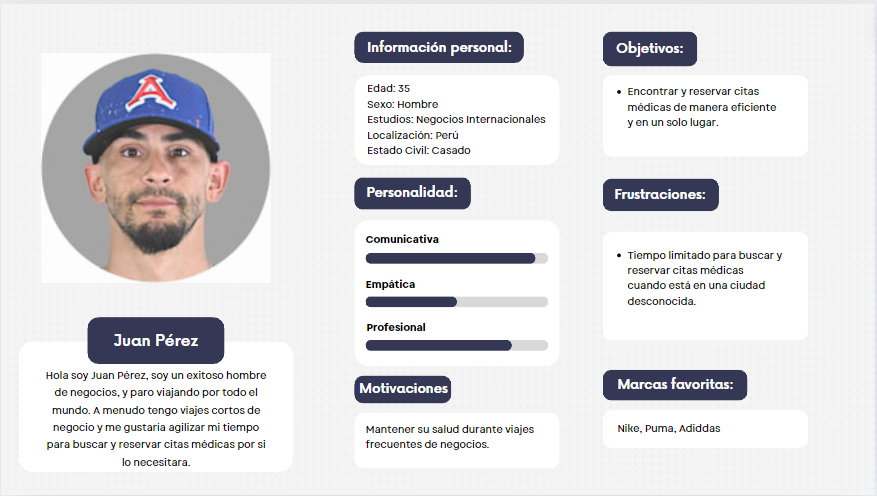 A
Juan Pérez
Hola soy Juan Pérez, soy un exitoso hombre
de negocios, y paro viajando por todo el
mundo. A menudo tengo viajes cortos de
negocio y me gustaria agilizar mi tiempo
para buscar y reservar citas médicas por si
lo necesitara.
Información personal:
Edad: 35
Sexo: Hombre
Estudios: Negocios Internacionales
Localización: Perú
Estado Civil: Casado
Personalidad:
Comunicativa
Empática
Profesional
Motivaciones
Mantener su salud durante viajes
frecuentes de negocios.
Objetivos:
• Encontrar y reservar citas
médicas de manera eficiente
y en un solo lugar.
Frustraciones:
• Tiempo limitado para buscar y
reservar citas médicas
cuando está en una ciudad
desconocida.
Marcas favoritas:
Nike, Puma, Adiddas